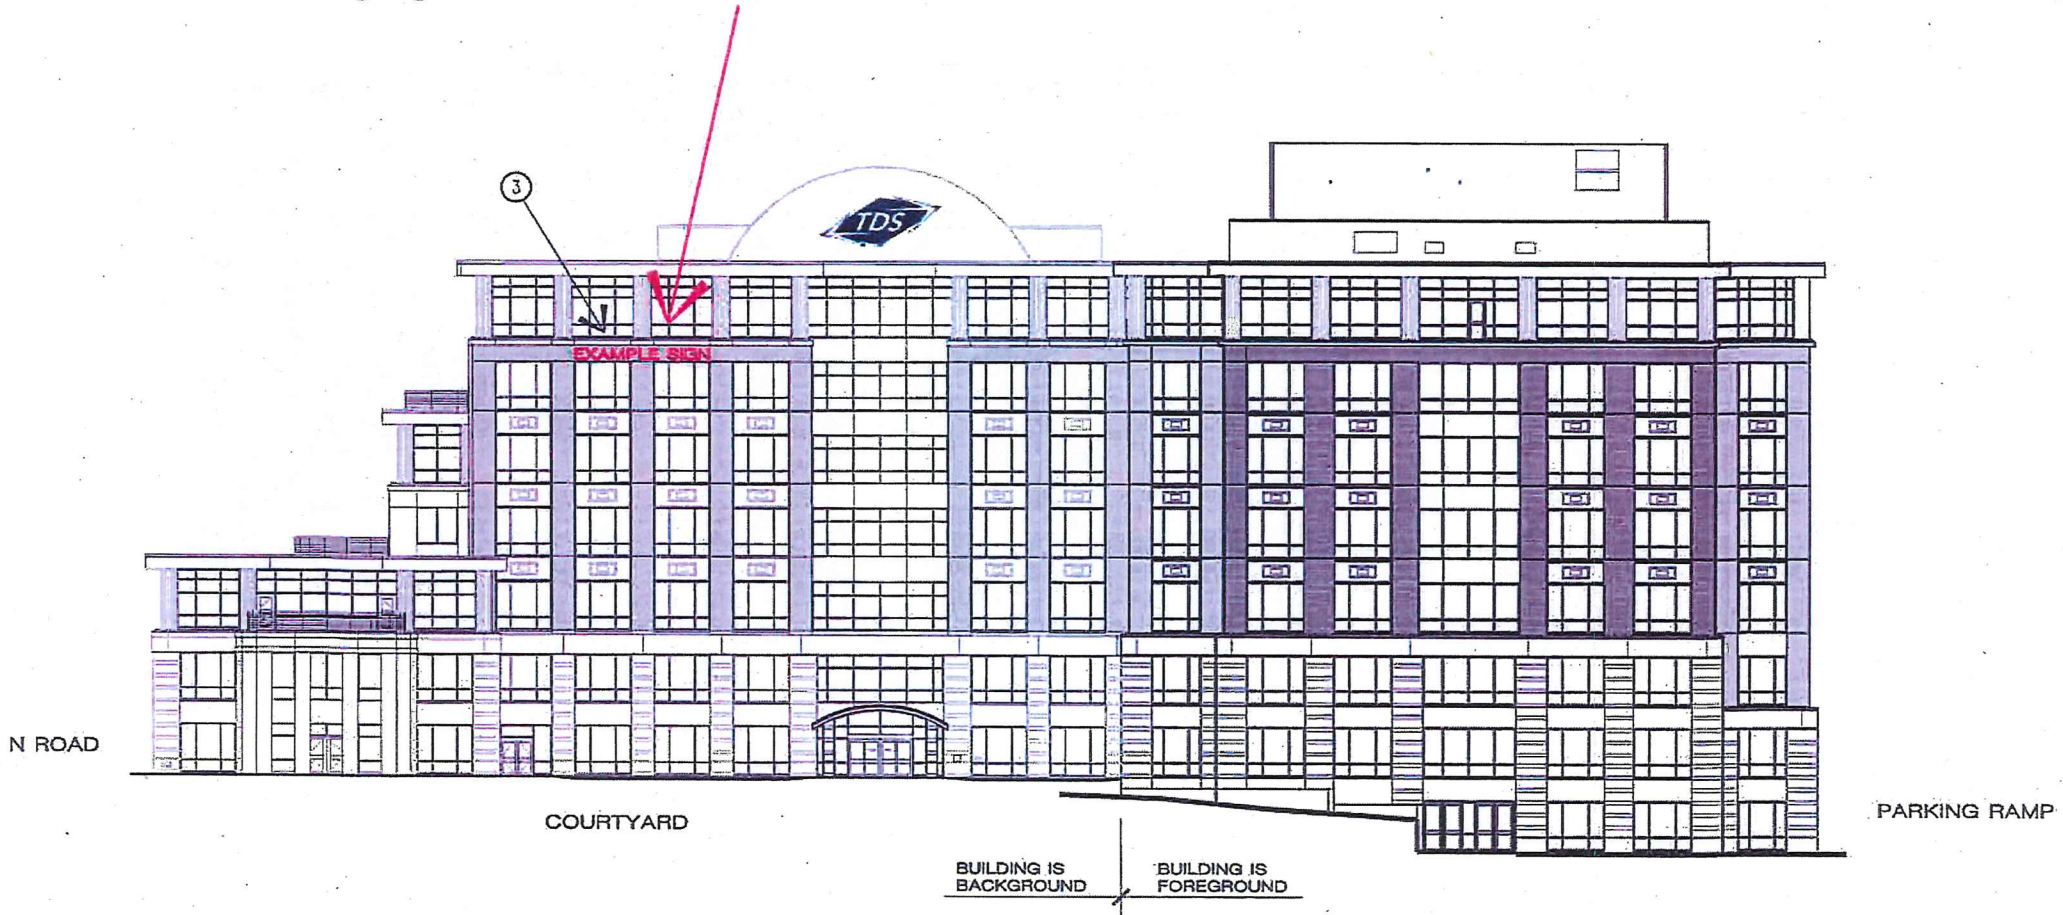 3
TDS
EXAMPLE SIGN
N ROAD
COURTYARD
PARKING RAMP
BUILDING IS
BACKGROUND
BUILDING IS
FOREGROUND